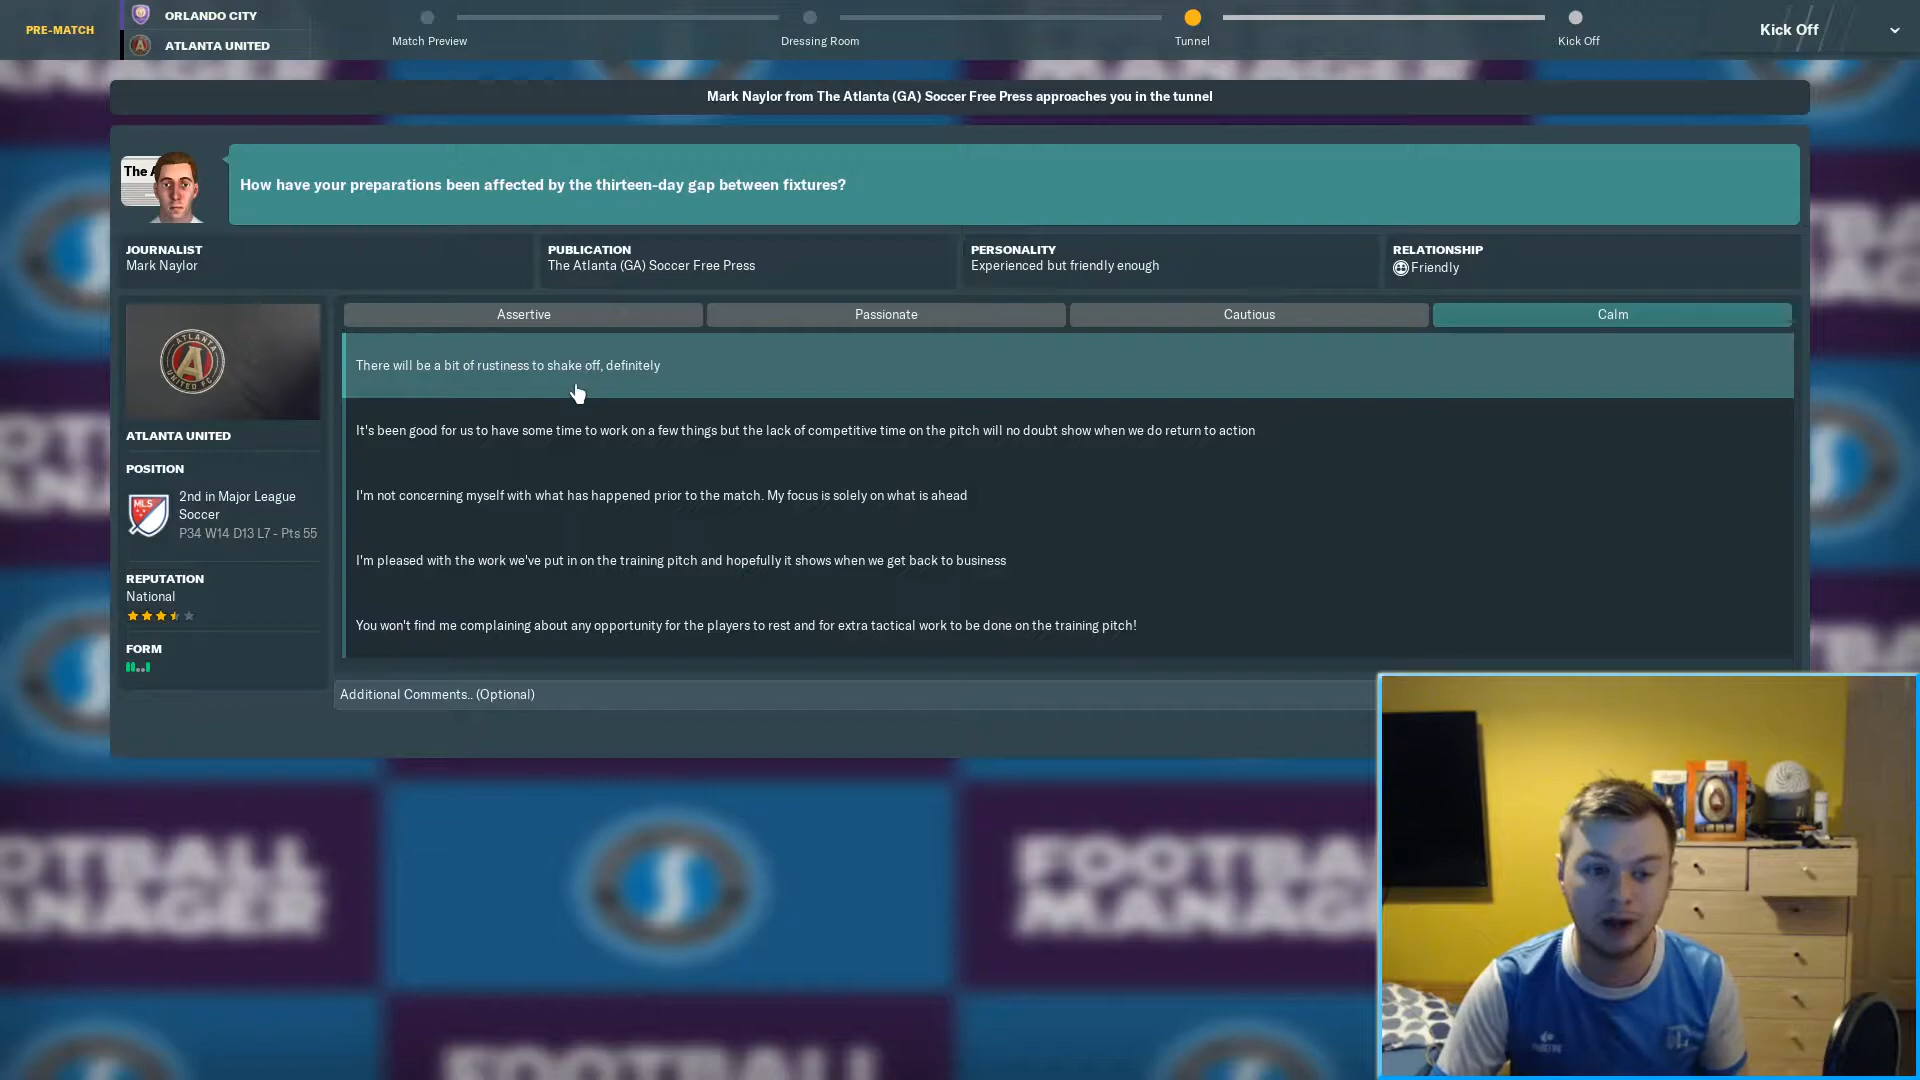 PRE-MATCH
ORLANDO CITY
ATLANTA UNITED
Match Preview
Dressing Room
Tunnel
Kick Off
Kick Off
Mark Naylor from The Atlanta (GA) Soccer Free Press approaches you in the tunnel
The A
How have your preparations been affected by the thirteen-day gap between fixtures?
JOURNALIST
Mark Naylor
PUBLICATION
The Atlanta (GA) Soccer Free Press
PERSONALITY
Experienced but friendly enough
RELATIONSHIP
Friendly
Assertive
Passionate
Cautious
Calm
ATLANTA UNITED FC
A
There will be a bit of rustiness to shake off, definitely
It's been good for us to have some time to work on a few things but the lack of competitive time on the pitch will no doubt show when we do return to action
I'm not concerning myself with what has happened prior to the match. My focus is solely on what is ahead
I'm pleased with the work we've put in on the training pitch and hopefully it shows when we get back to business
You won't find me complaining about any opportunity for the players to rest and for extra tactical work to be done on the training pitch!
ATLANTA UNITED
POSITION
MLS
2nd in Major League
Soccer
P34 W14 D13 L7 - Pts 55
REPUTATION
National
FORM
Additional Comments.. (Optional)
OTBALL
ANAGER
FOOTBA
MANAGE